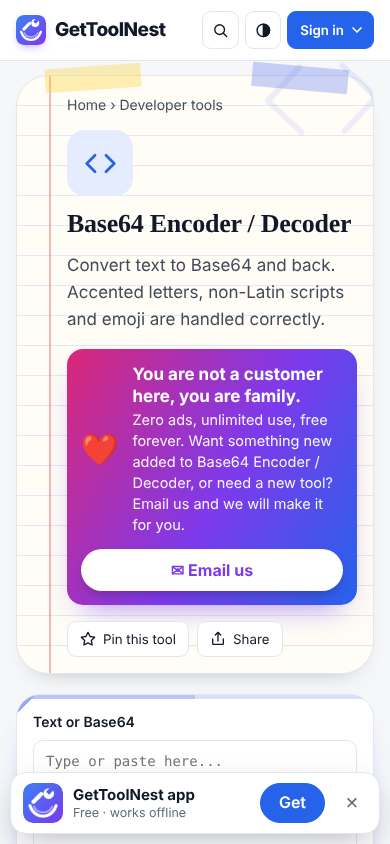 GetToolNest
Sign in
Home › Developer tools
Base64 Encoder / Decoder
Convert text to Base64 and back.
Accented letters, non-Latin scripts
and emoji are handled correctly.
You are not a customer
here, you are family.
Zero ads, unlimited use, free
forever. Want something new
added to Base64 Encoder /
Decoder, or need a new tool?
Email us and we will make it
for you.
✉ Email us
Pin this tool
Share
Text or Base64
Type or paste here...
GetToolNest app
Free · works offline
Get